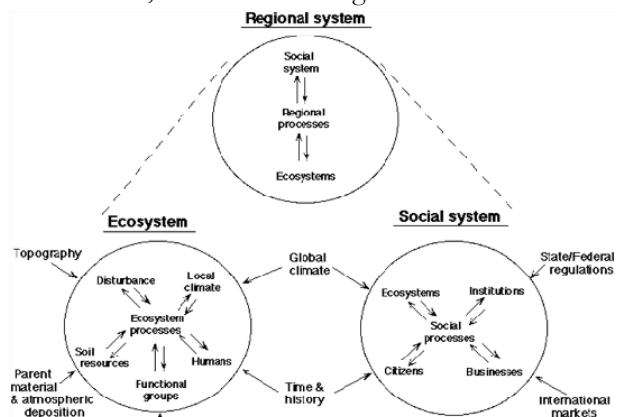 Regional system
Social
system
Regional
processes
Ecosystems
Ecosystem
Social system
Topography
Disturbance
Local
climate
Ecosystem
processes
Soil
resources
Humans
Functional
groups
Parent
material
& atmospheric
deposition
Global
climate
Time &
history
State/Federal
regulations
Ecosystems
Institutions
Social
processes
Citizens
Businesses
International
markets